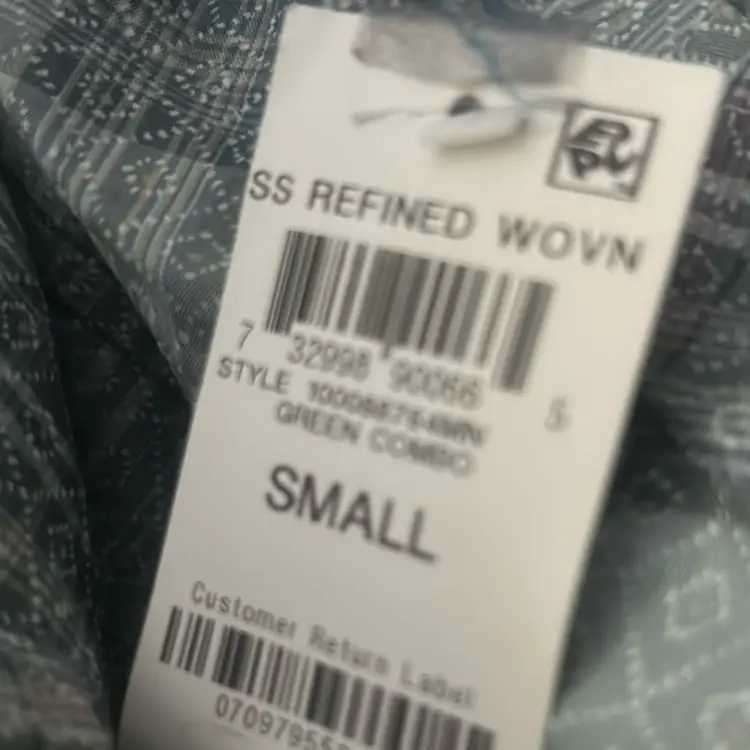 SS REFINED WOVN
7 32998 90066 5
STYLE
GREEN COMBO
SMALL
Customer Return Label